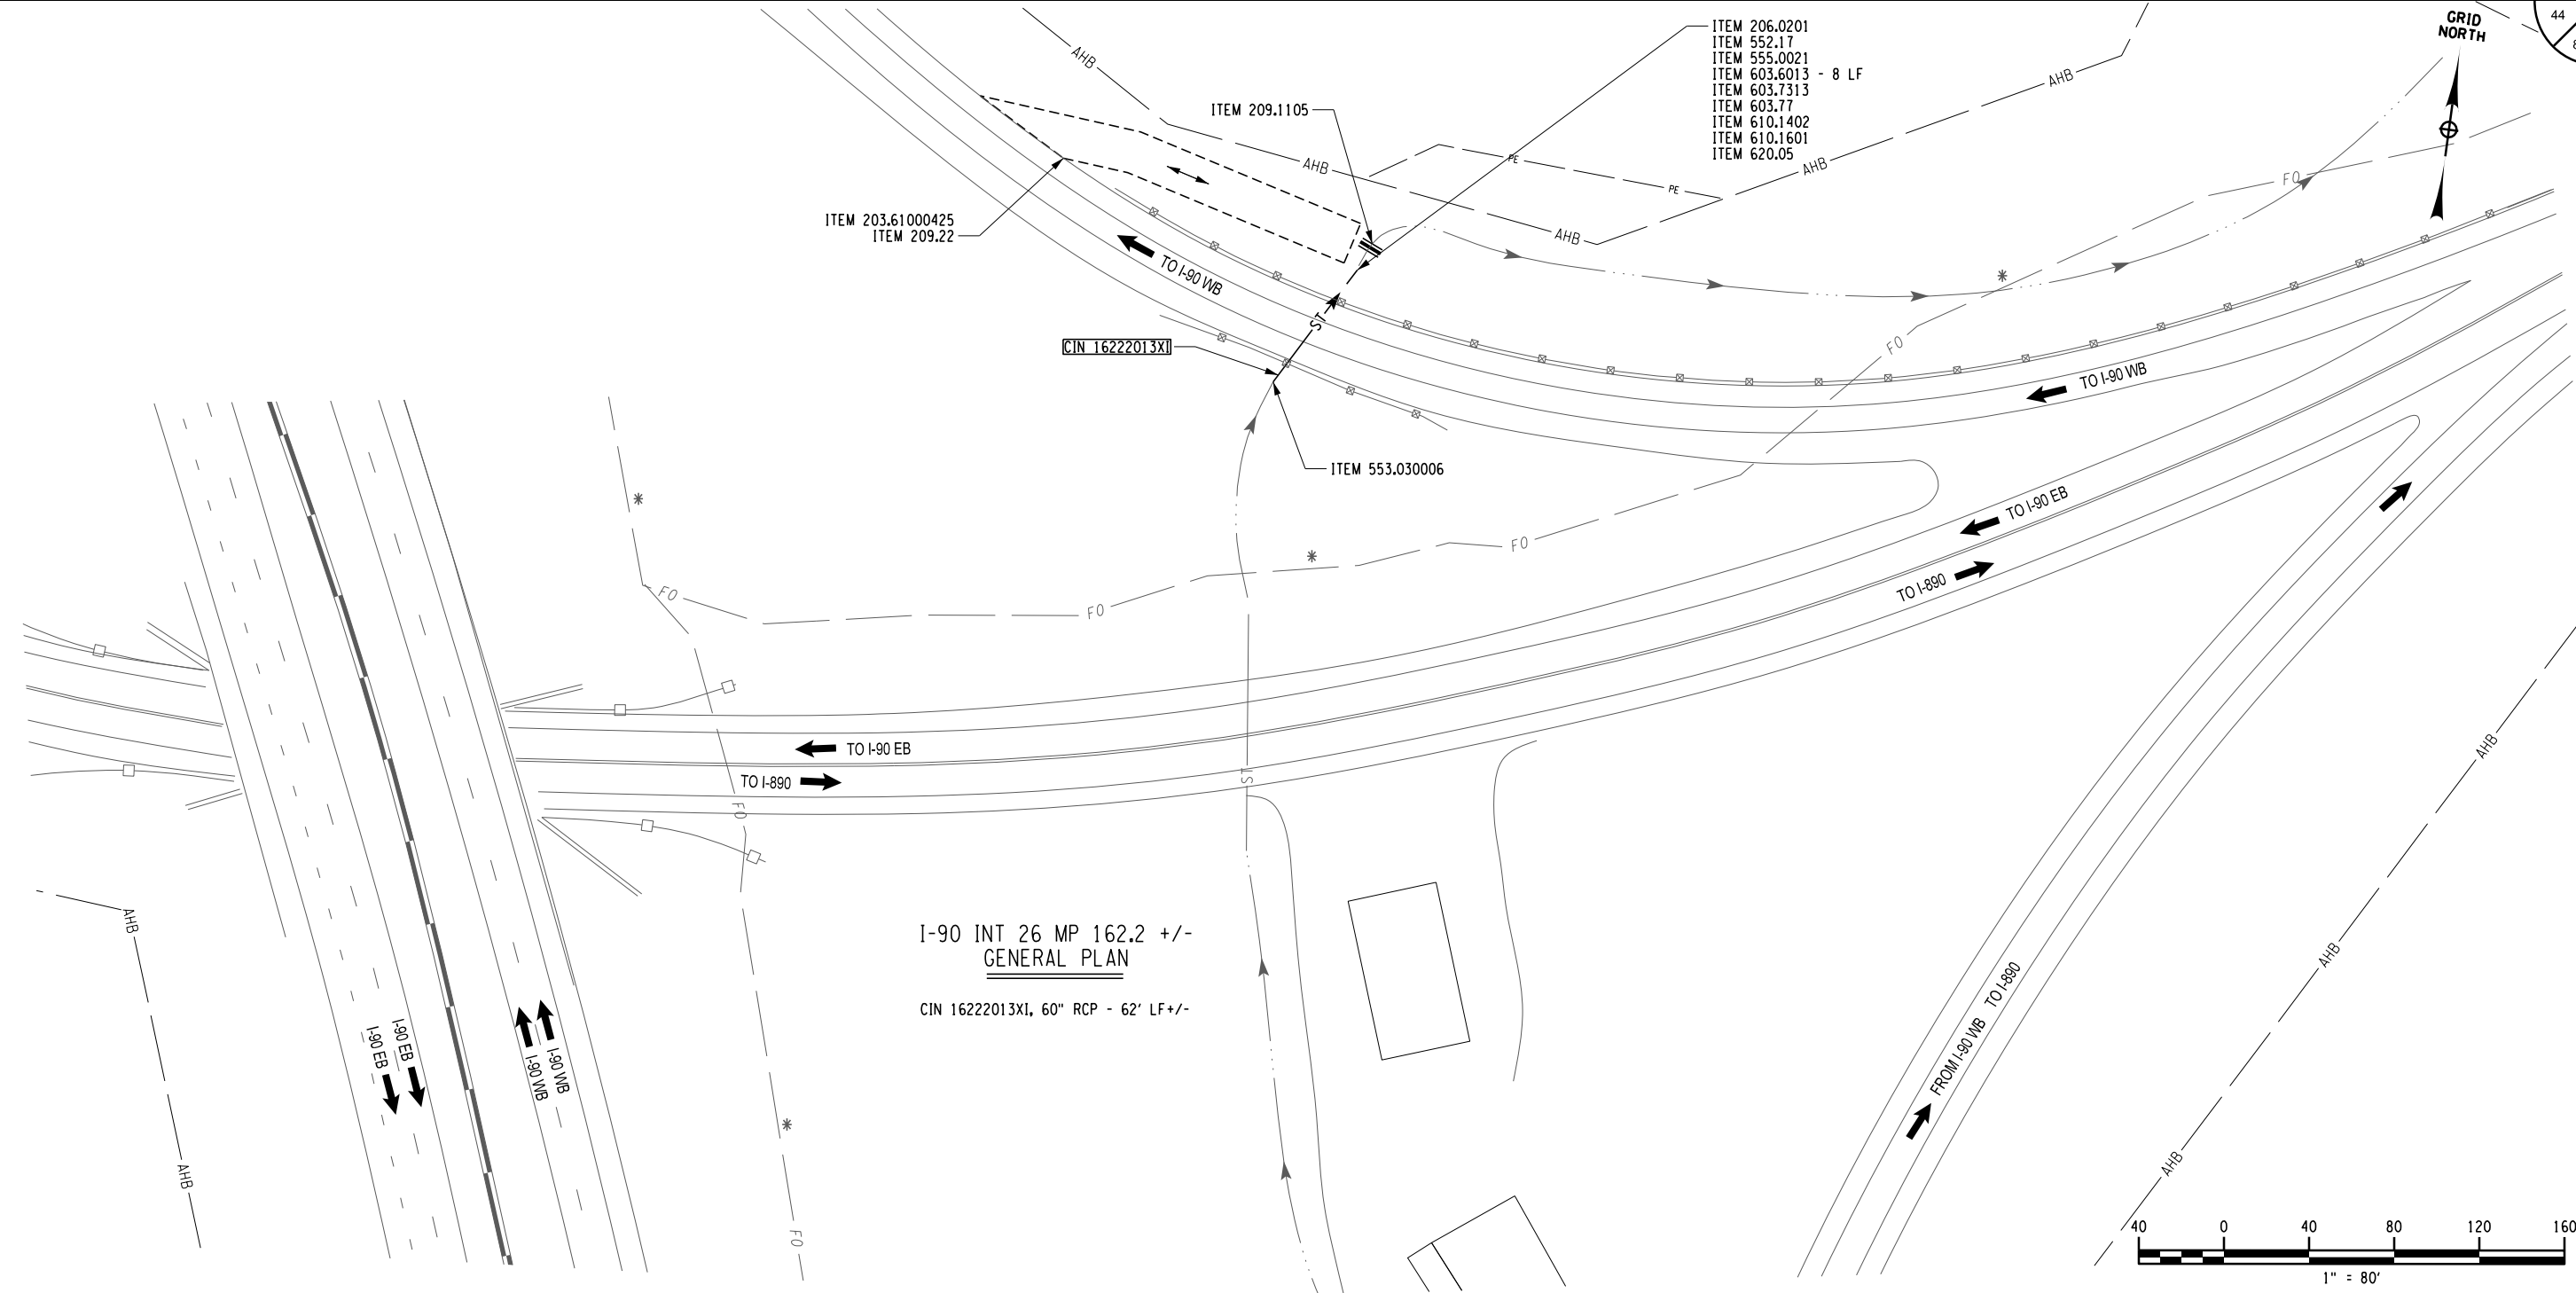 GRID
NORTH
44
ITEM 206.0201
ITEM 552.17
ITEM 555.0021
ITEM 603.6013 - 8 LF
ITEM 603.7313
ITEM 603.77
ITEM 610.1402
ITEM 610.1601
ITEM 620.05
AHB
AHB
ITEM 209.1105
AHB
PE
PE
AHB
AHB
FO
ITEM 203.61000425
ITEM 209.22
*
TO I-90 WB
ST
CIN 16222013XI
FO
TO I-90 WB
ITEM 553.030006
*
TO I-90 EB
*
FO
TO I-890
FO
FO
TO I-90 EB
TO I-890
ST
FO
AHB
AHB
I-90 INT 26 MP 162.2 +/-
GENERAL PLAN
CIN 16222013XI, 60" RCP - 62' LF+/-
AHB
FROM I-90 WB TO I-890
I-90 EB
I-90 EB
I-90 WB
I-90 WB
*
AHB
AHB
FO
40 0 40 80 120 160
1" = 80'